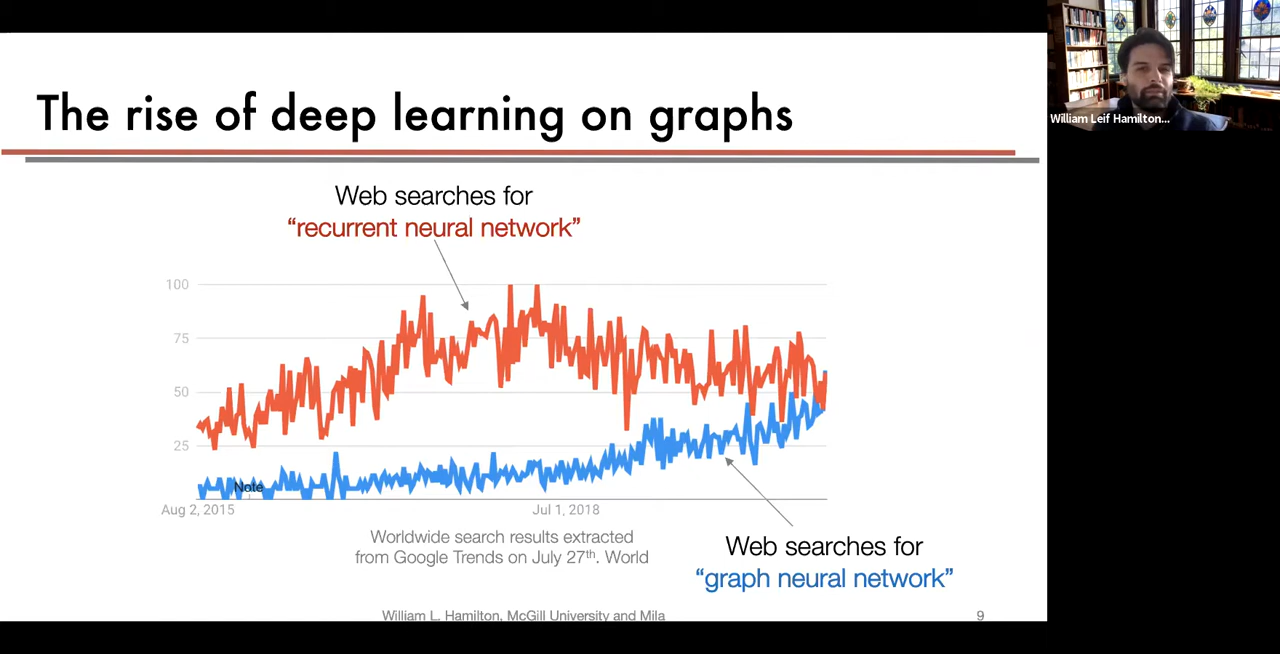 The rise of deep learning on graphs
William Leif Hamilton...
Web searches for
“recurrent neural network”
100
75
50
25
Note
Aug 2, 2015
Jul 1, 2018
Worldwide search results extracted
from Google Trends on July 27th. World
Web searches for
“graph neural network”
William L. Hamilton, McGill University and Mila
9